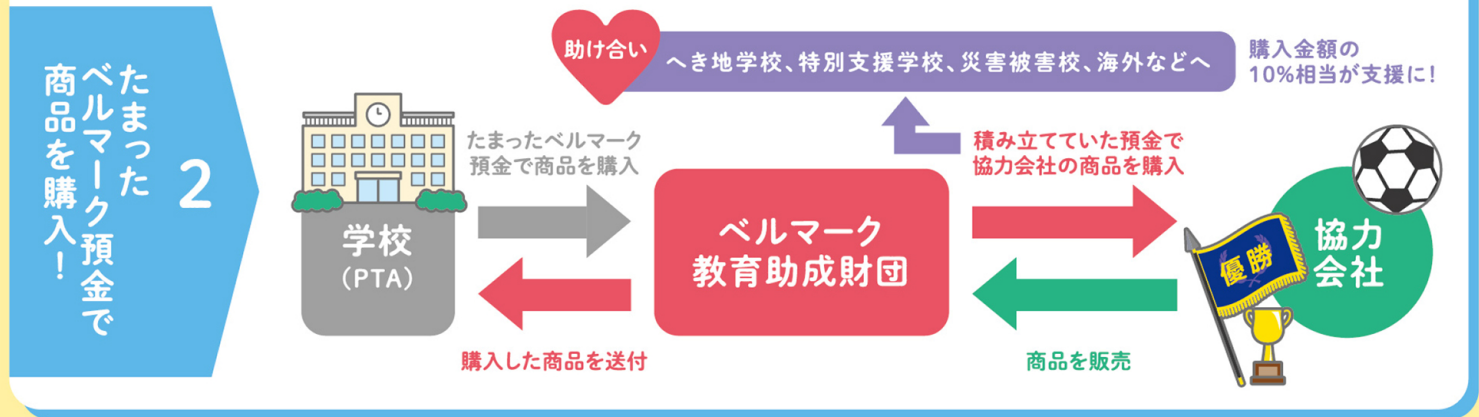 たまった
ベルマーク預金で
商品を購入！
2
助け合い
へき地学校、特別支援学校、災害被害校、海外などへ
購入金額の
10%相当が支援に！
たまったベルマーク
預金で商品を購入
積み立てていた預金で
協力会社の商品を購入
学校
(PTA)
ベルマーク
教育助成財団
優勝
協力
会社
購入した商品を送付
商品を販売